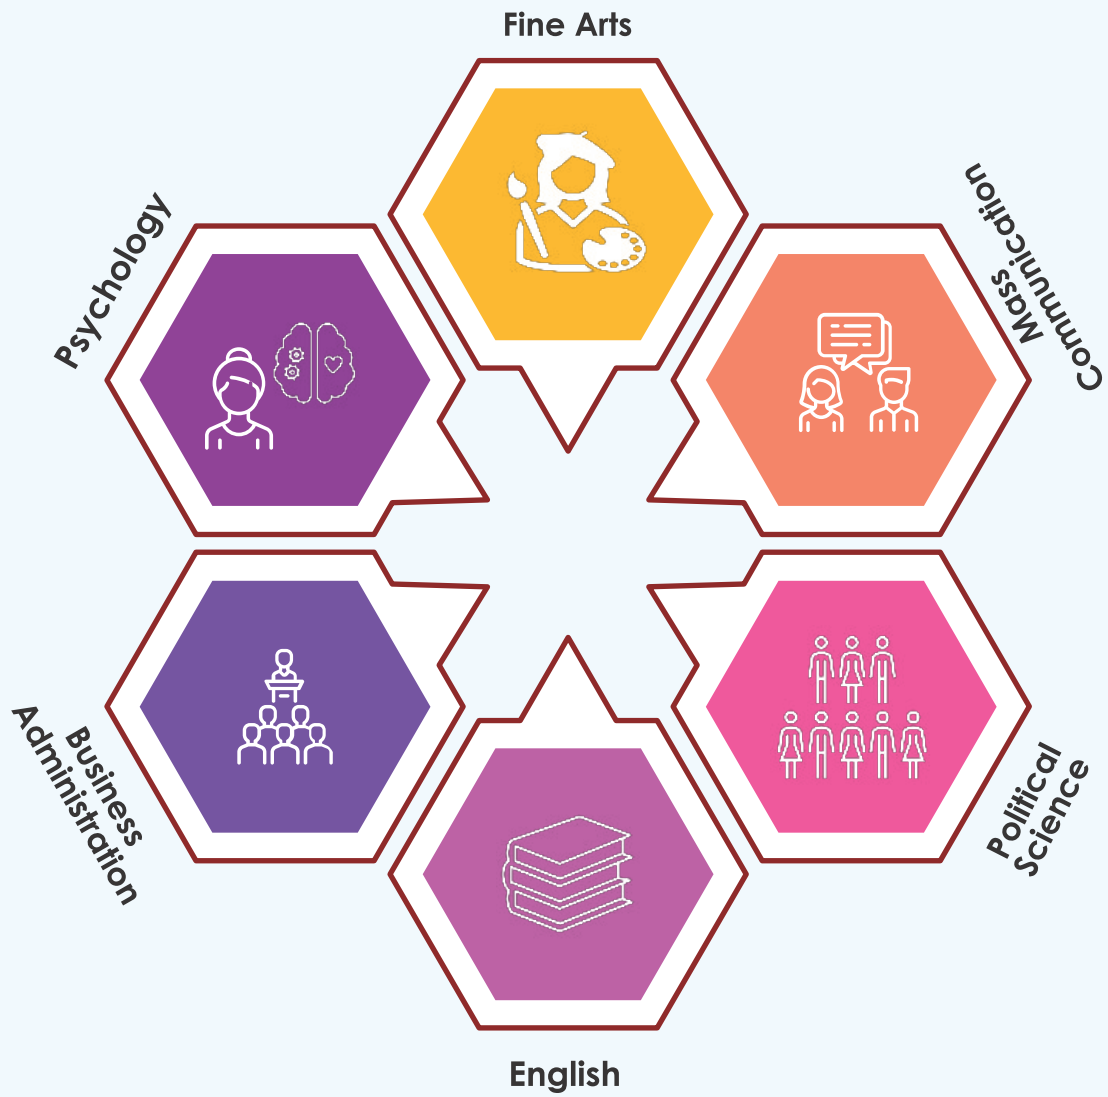 Fine Arts
Mass
Communication
Political
Science
English
Business
Administration
Psychology